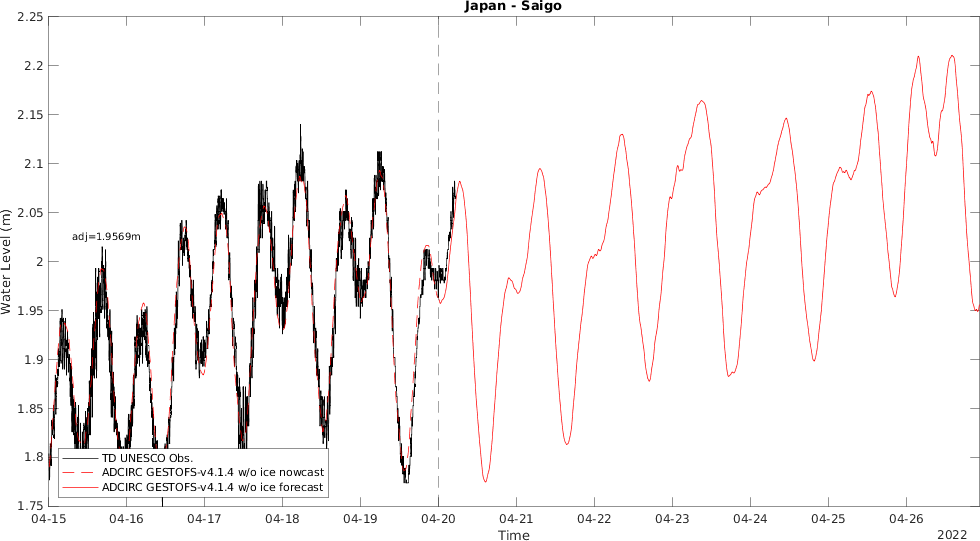 Japan - Saigo
2.25
2.2
2.15
2.1
2.05
2
1.95
1.9
1.85
1.8
1.75
Water Level (m)
adj=1.9569m
TD UNESCO Obs.
ADCIRC GESTOFS-v4.1.4 w/o ice nowcast
ADCIRC GESTOFS-v4.1.4 w/o ice forecast
04-15 04-16 04-17 04-18 04-19 04-20 04-21 04-22 04-23 04-24 04-25 04-26
Time
2022